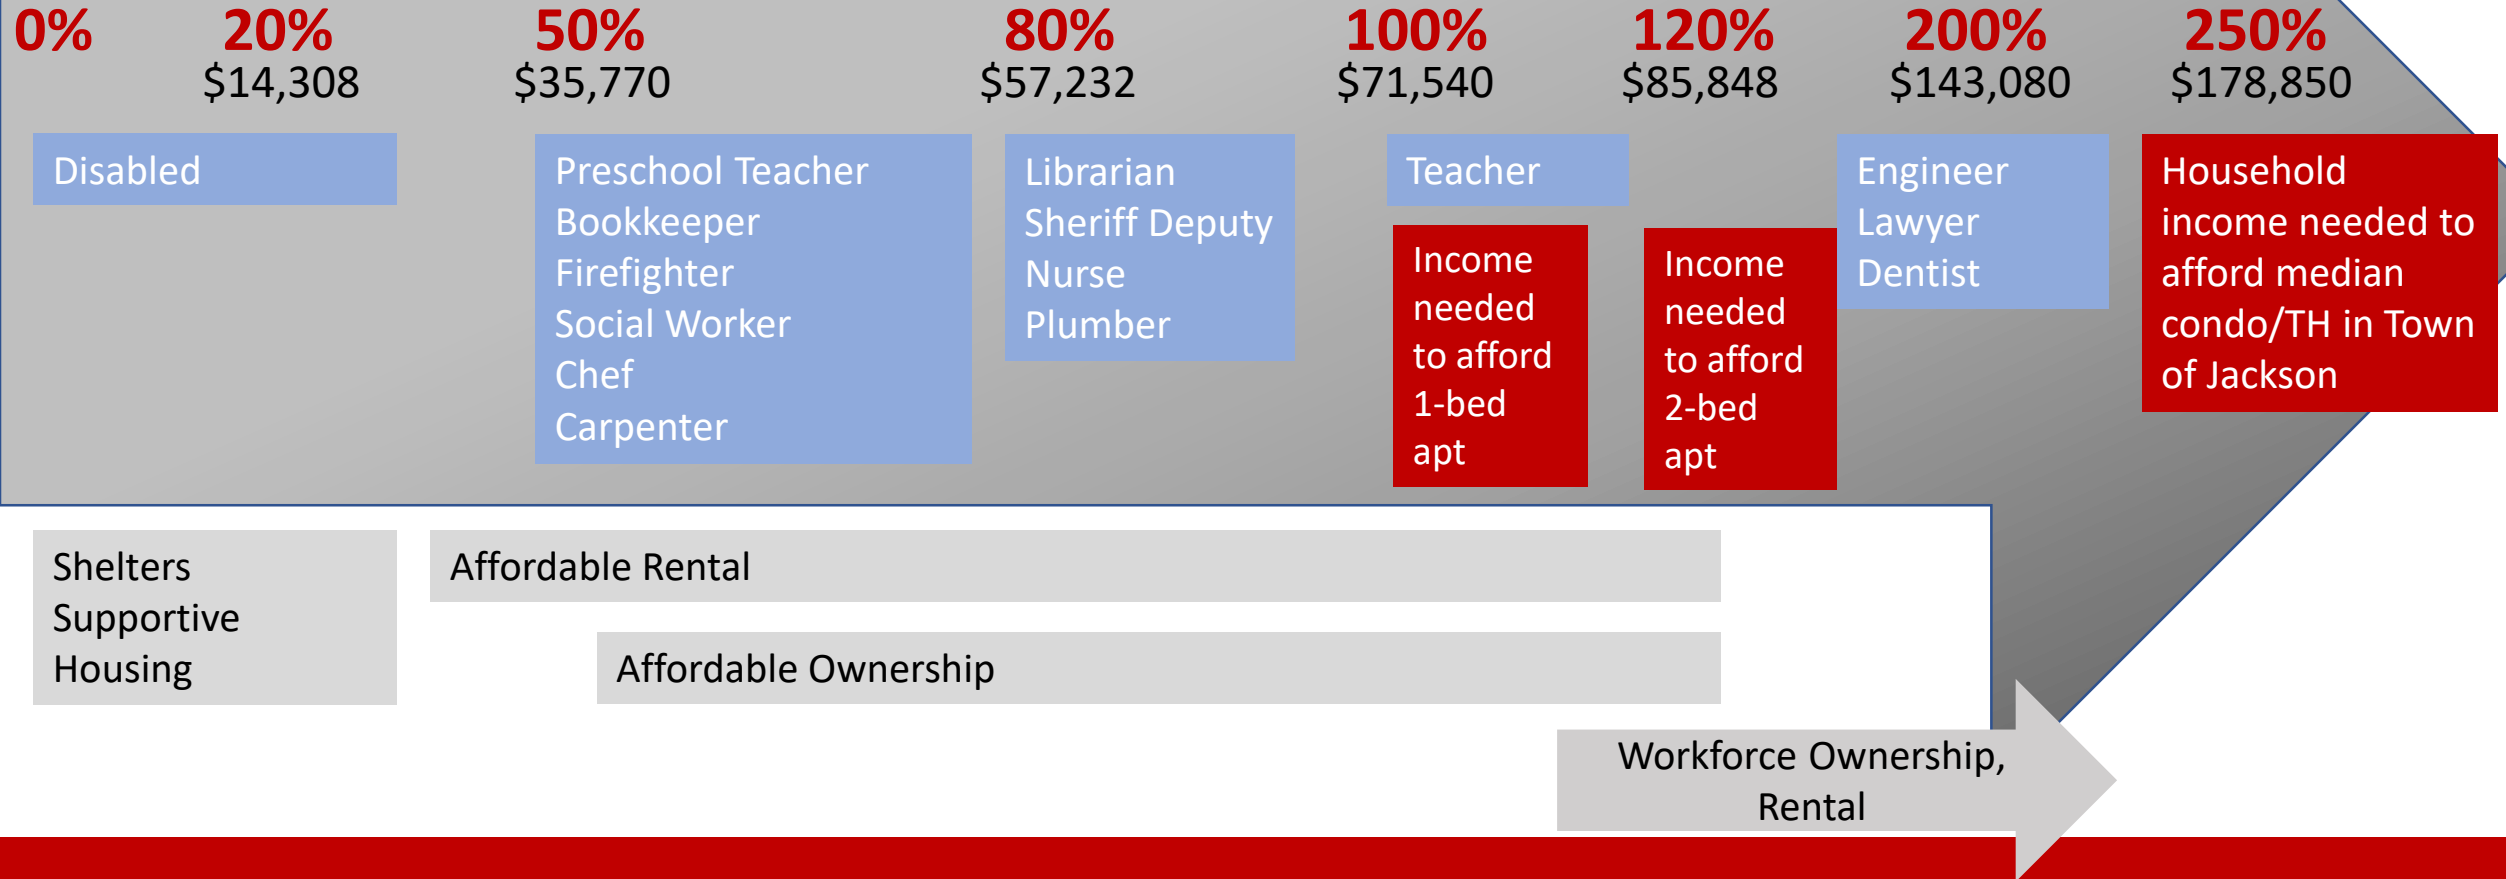 0% 20% 50% 80% 100% 120% 200% 250%
$14,308 $35,770 $57,232 $71,540 $85,848 $143,080 $178,850
Disabled
Preschool Teacher
Bookkeeper
Firefighter
Social Worker
Chef
Carpenter
Librarian
Sheriff Deputy
Nurse
Plumber
Teacher
Income
needed
to afford
1-bed
apt
Income
needed
to afford
2-bed
apt
Engineer
Lawyer
Dentist
Household
income needed to
afford median
condo/TH in Town
of Jackson
Shelters
Supportive
Housing
Affordable Rental
Affordable Ownership
Workforce Ownership,
Rental